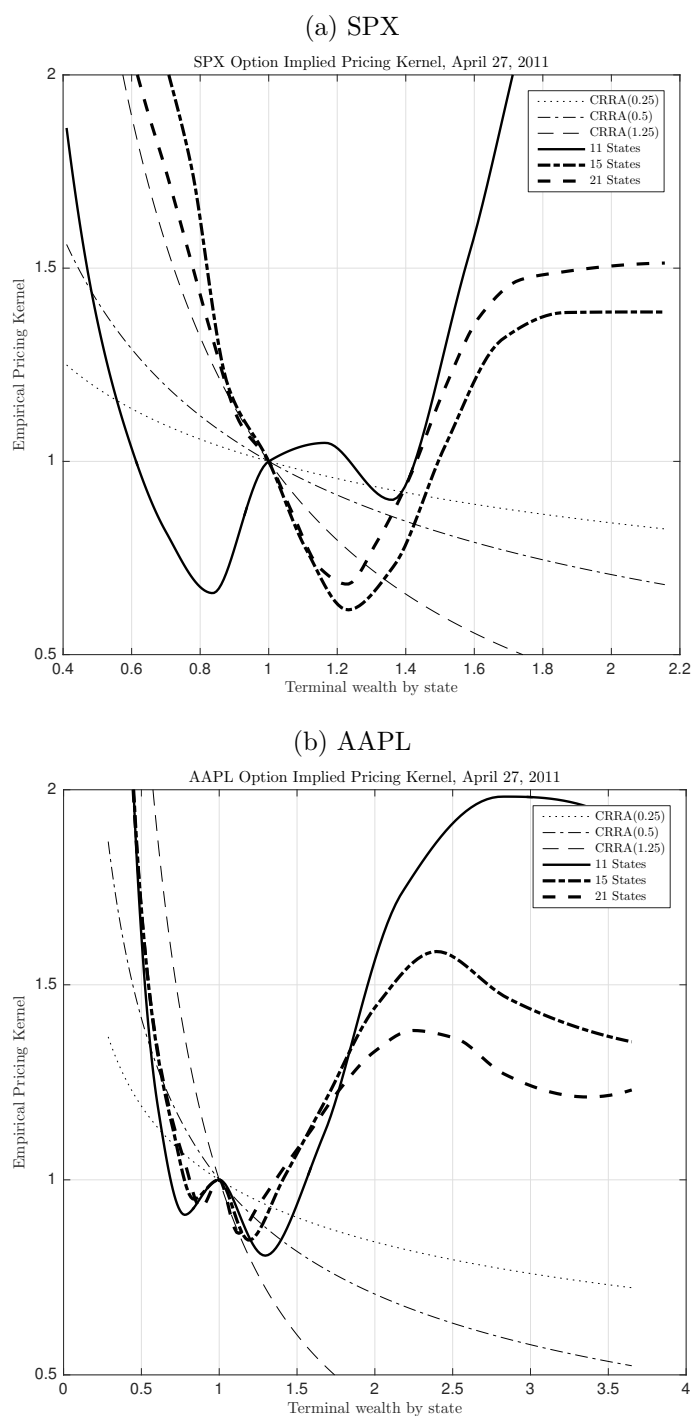 (a) SPX
SPX Option Implied Pricing Kernel, April 27, 2011
2
1.5
1
0.5
Empirical Pricing Kernel
CRRA(0.25)
CRRA(0.5)
CRRA(1.25)
11 States
15 States
21 States
0.4 0.6 0.8 1 1.2 1.4 1.6 1.8 2 2.2
Terminal wealth by state
(b) AAPL
AAPL Option Implied Pricing Kernel, April 27, 2011
2
1.5
1
0.5
Empirical Pricing Kernel
CRRA(0.25)
CRRA(0.5)
CRRA(1.25)
11 States
15 States
21 States
0 0.5 1 1.5 2 2.5 3 3.5 4
Terminal wealth by state